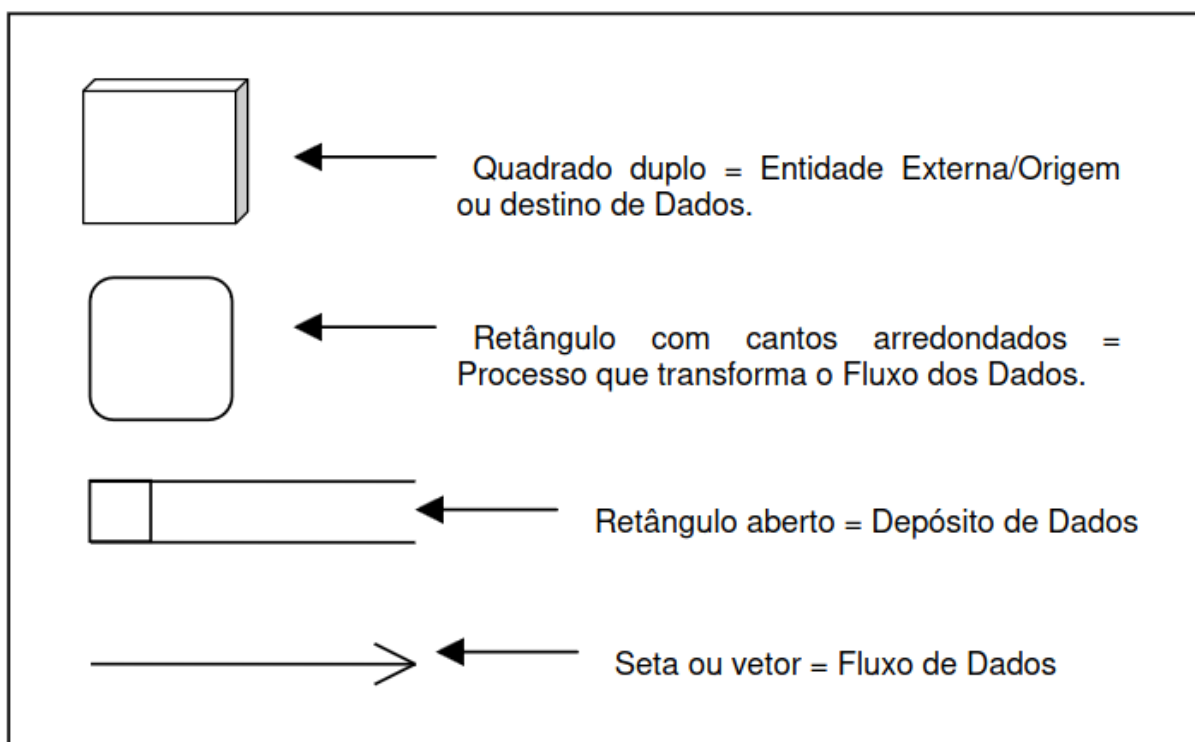 Quadrado duplo = Entidade Externa/Origem
ou destino de Dados.
Retângulo com cantos arredondados =
Processo que transforma o Fluxo dos Dados.
Retângulo aberto = Depósito de Dados
Seta ou vetor = Fluxo de Dados